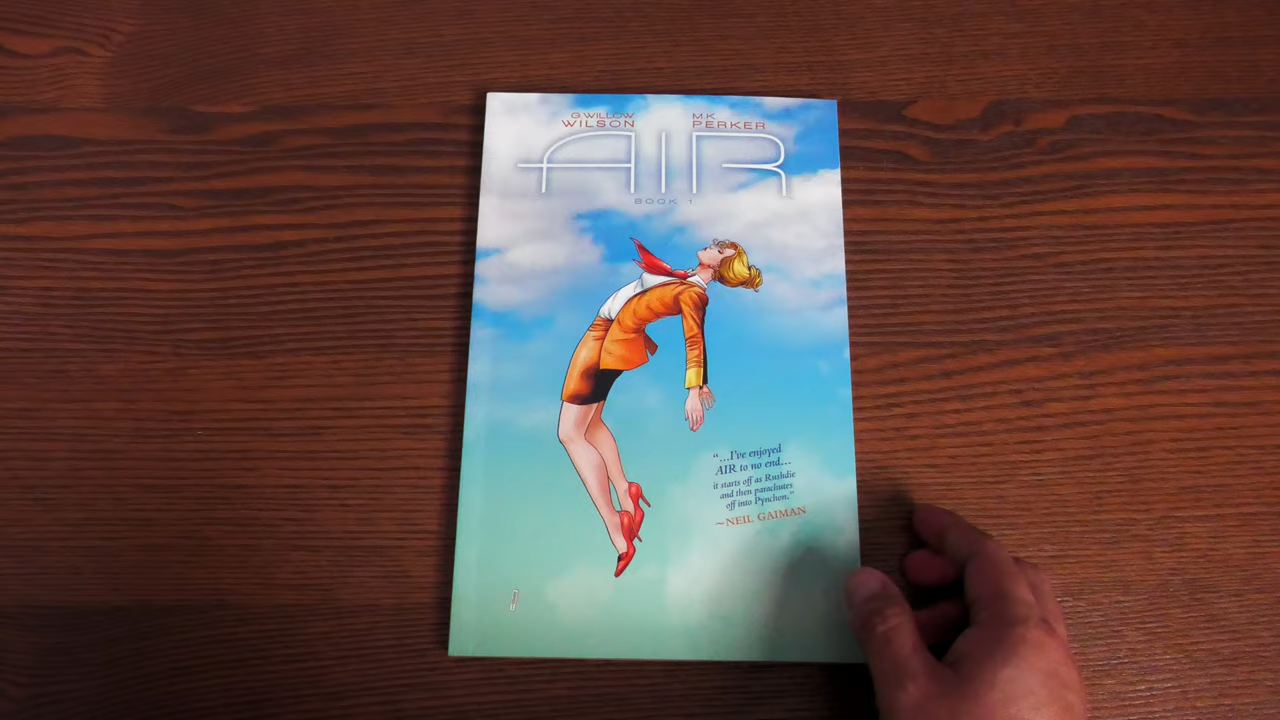 G. WILLOW
WILSON
M.K.
PERKER
AIR
BOOK 1
"...I've enjoyed
AIR to no end...
it starts off as Rushdie
and then parachutes
off into Pynchon."
~NEIL GAIMAN